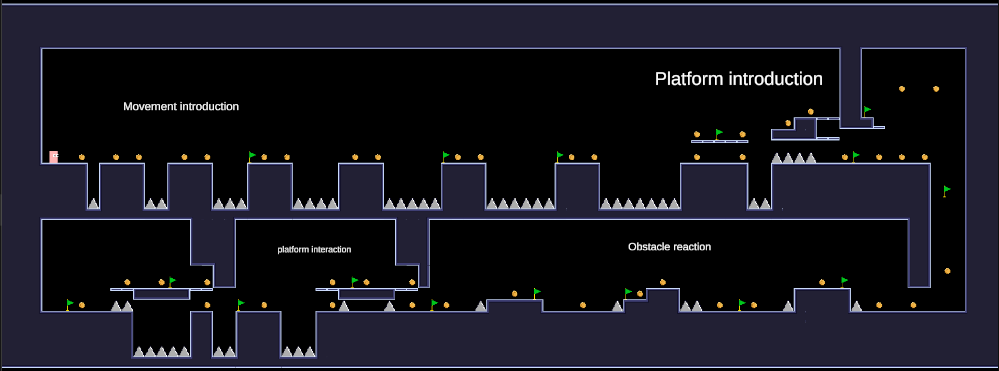 Platform introduction
Movement introduction
platform interaction
Obstacle reaction